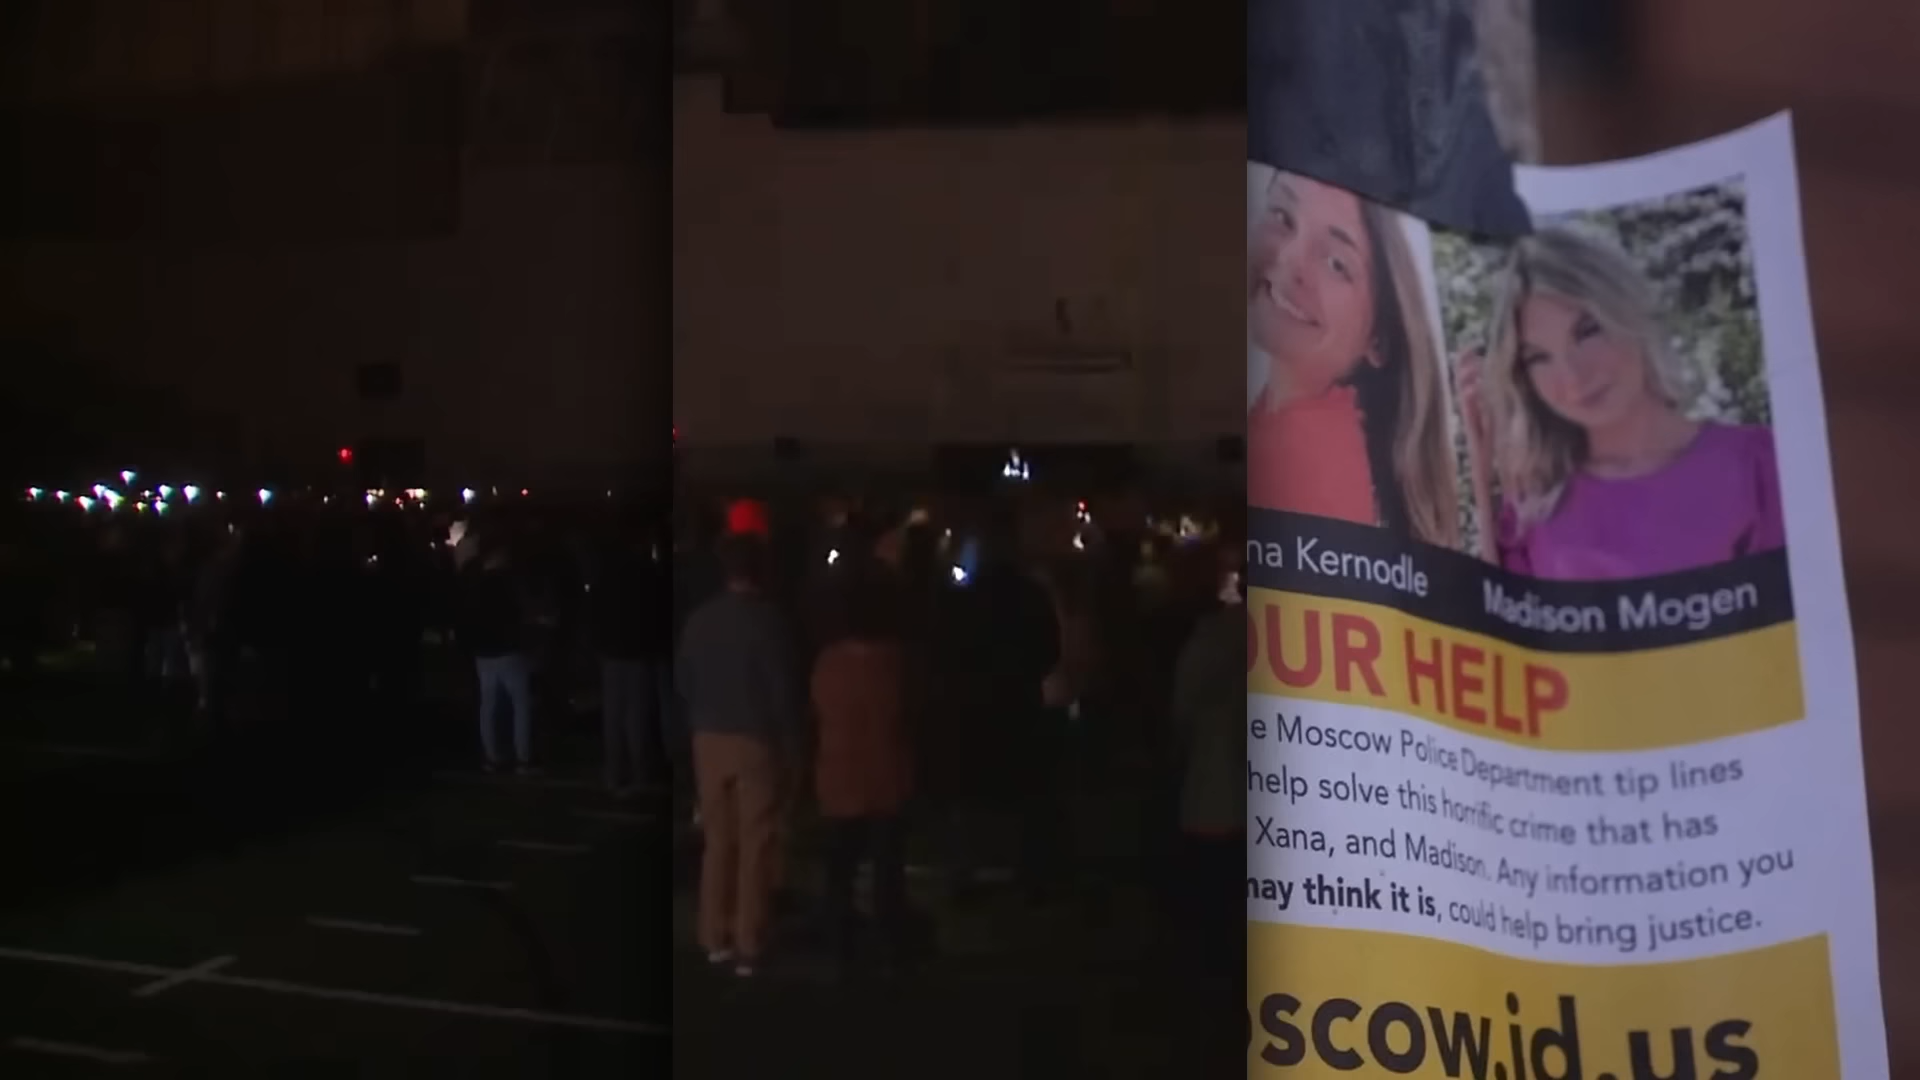 na Kernodle
Madison Mogen
OUR HELP
e Moscow Police Department tip lines
help solve this horrific crime that has
Xana, and Madison. Any information you
may think it is, could help bring justice.
oscow.id.us